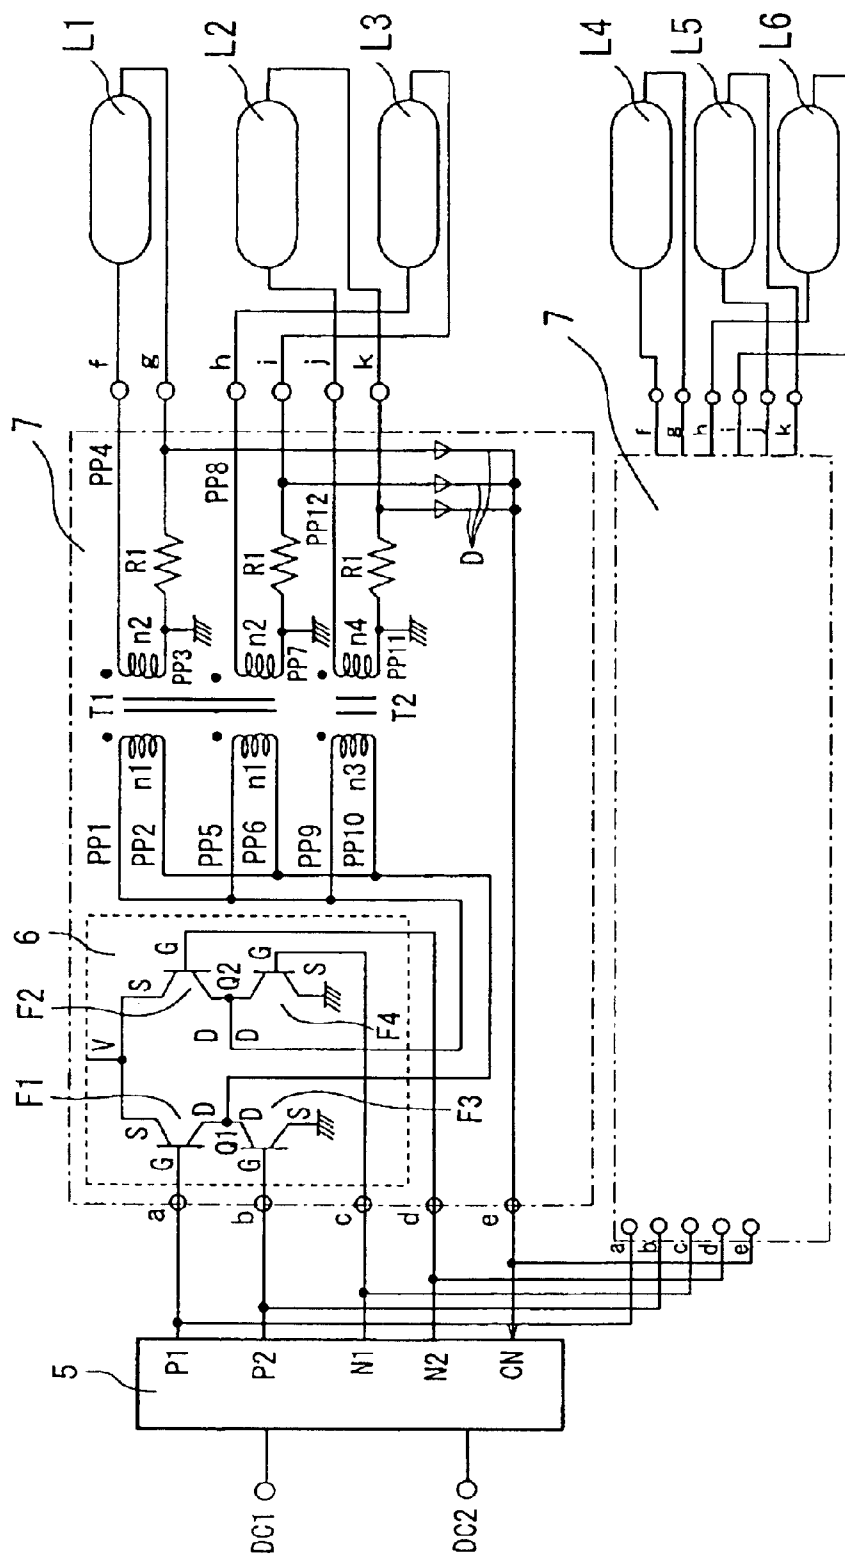 L1
L2
L3
L4
L5
L6
f
g
h
i
j
k
7
PP4
PP8
PP12
R1
R1
R1
D
n2
n2
n4
PP3
PP7
PP11
T1
T2
n1
n1
n3
PP1
PP2
PP5
PP6
PP9
PP10
6
F2
F1
V
S
G
Q2
D
D
G
S
F4
S
G
D
Q1
D
G
S
F3
a
b
c
d
e
5
P1
P2
N1
N2
CN
DC1
DC2
7
f
g
h
i
j
k
a
b
c
d
e